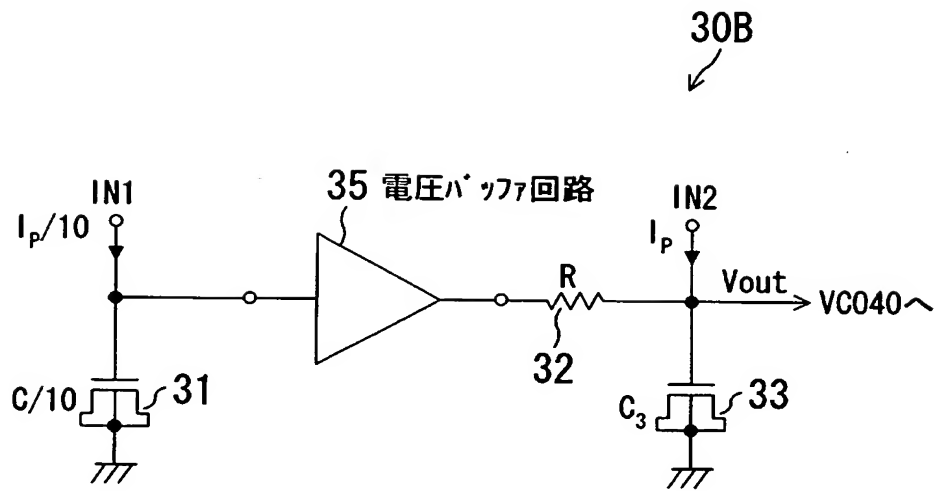 30B
35 電圧バッファ回路
IN1
I_P/10
IN2
I_P
R
Vout
VCO40へ
32
C/10
31
C_3
33